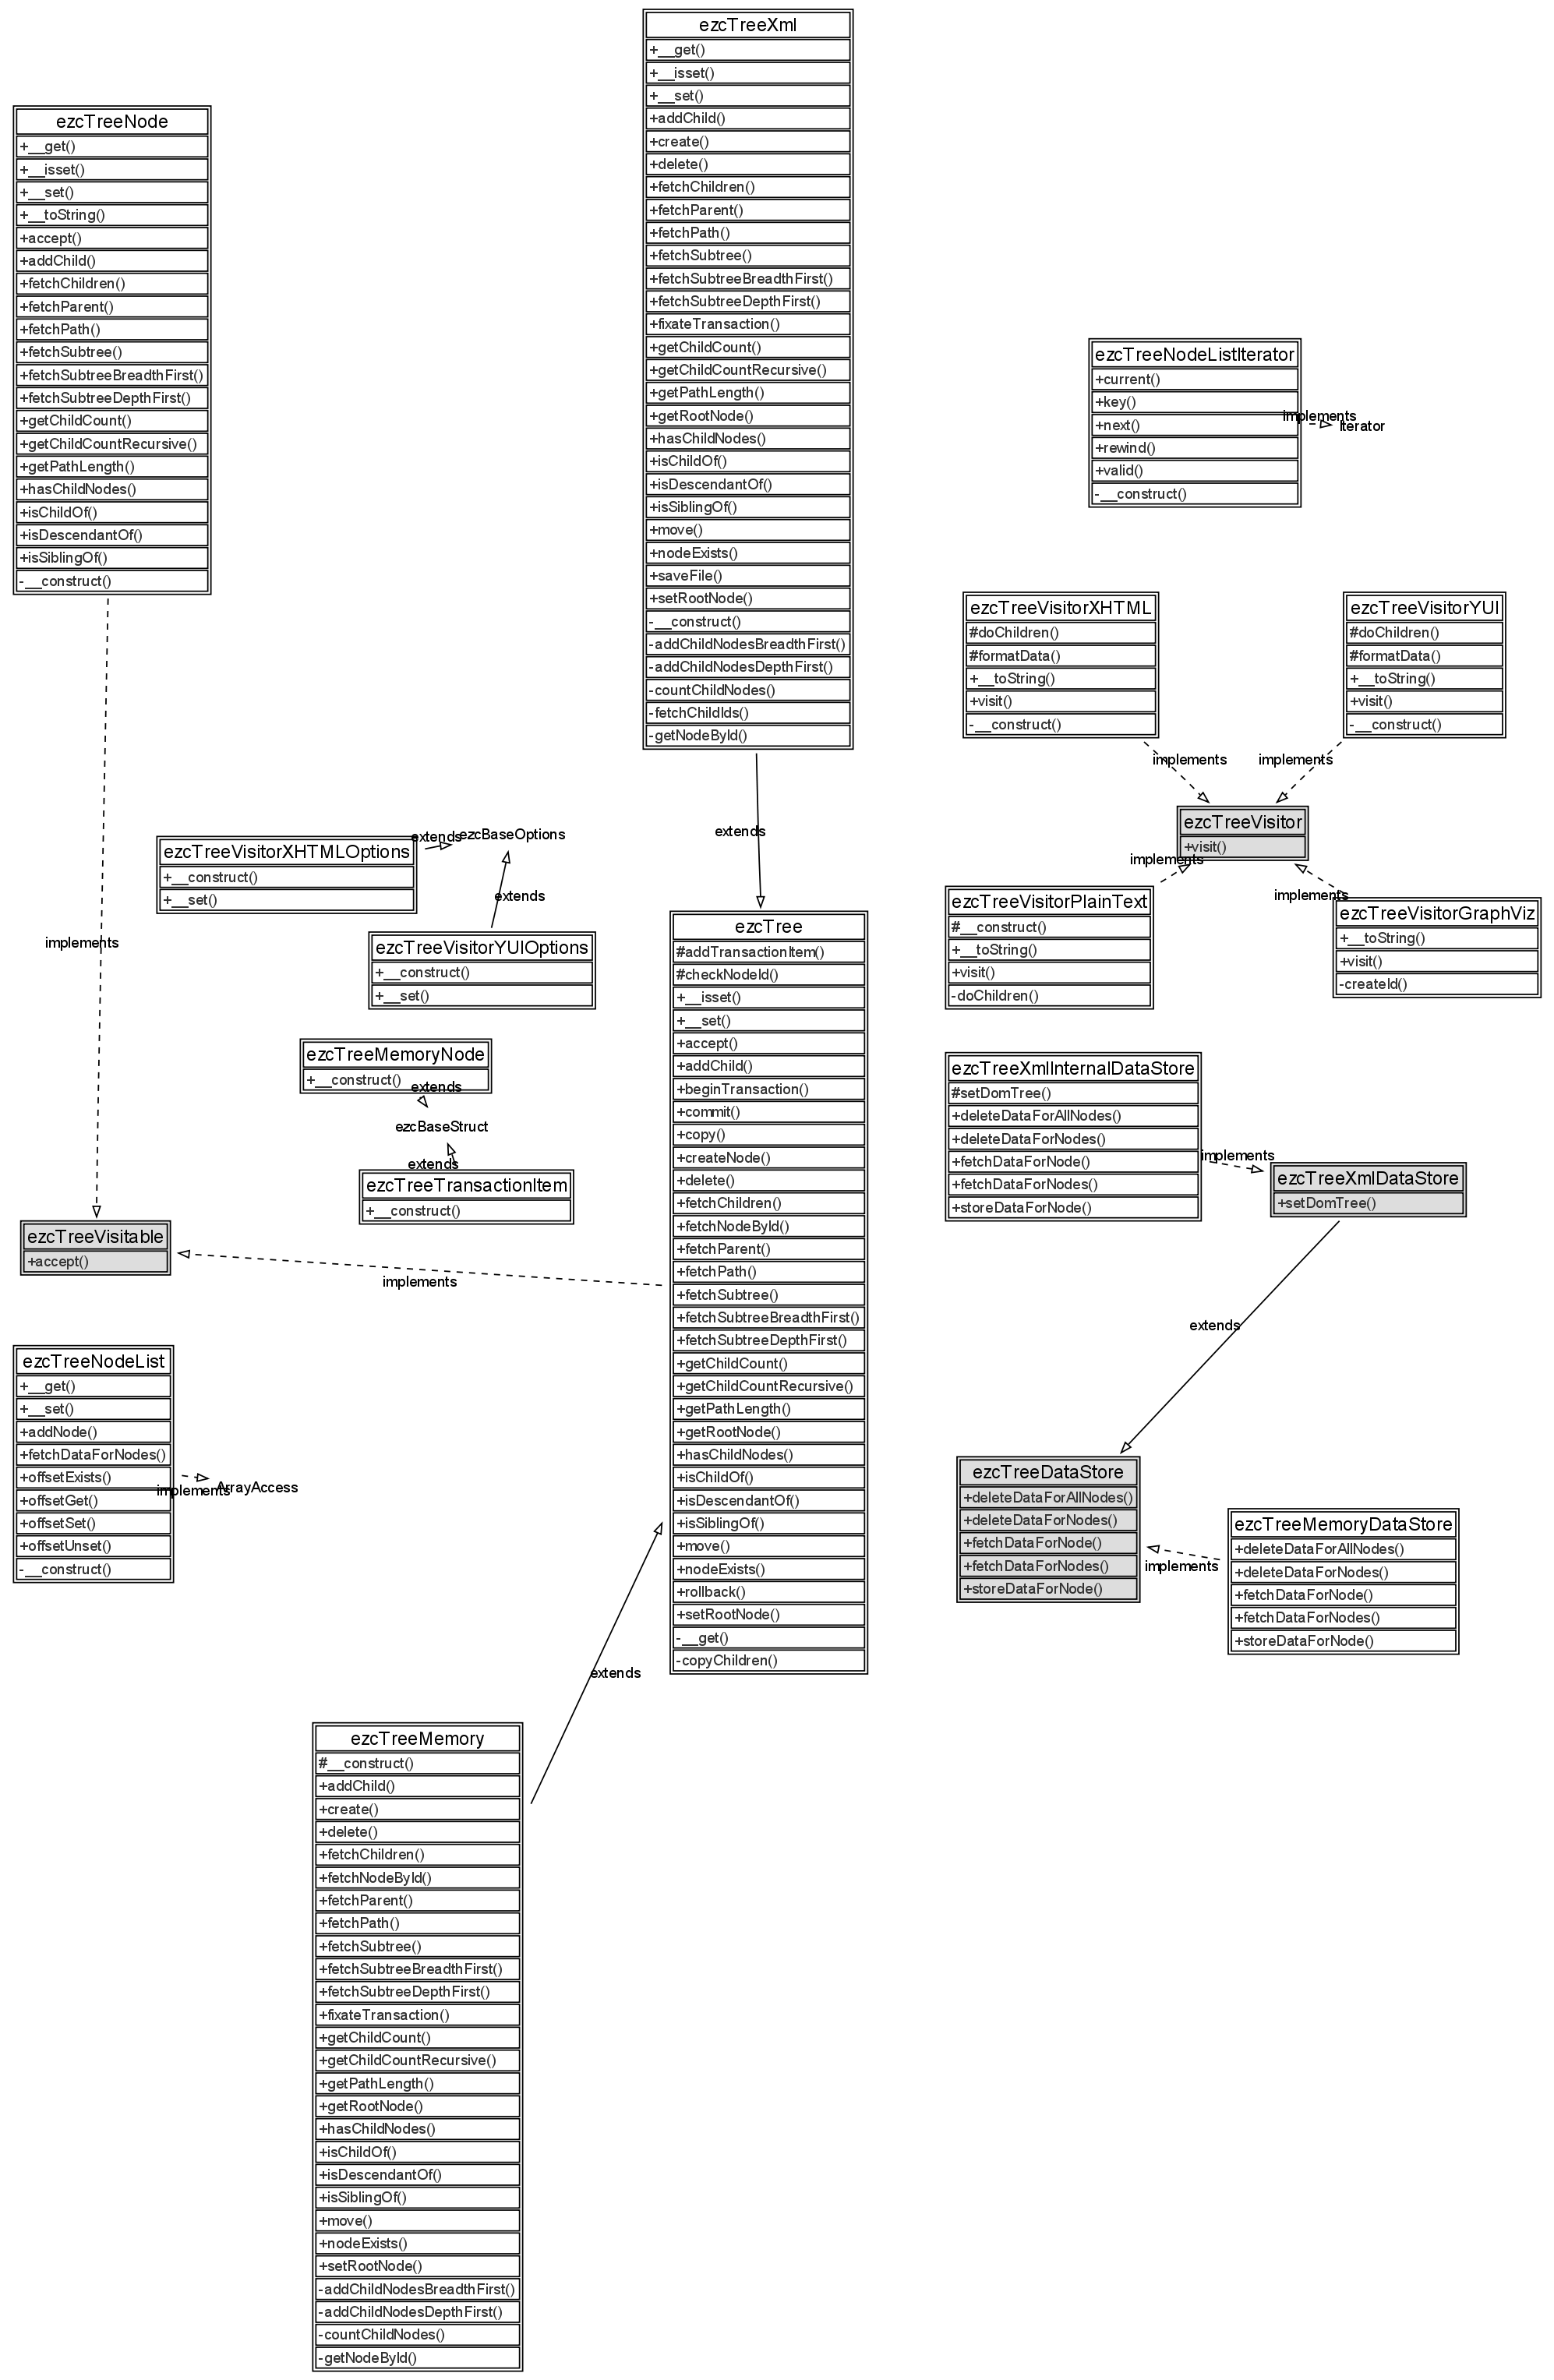 ezcTreeXml
+__get()
+__isset()
+__set()
+addChild()
+create()
+delete()
+fetchChildren()
+fetchParent()
+fetchPath()
+fetchSubtree()
+fetchSubtreeBreadthFirst()
+fetchSubtreeDepthFirst()
+fixateTransaction()
+getChildCount()
+getChildCountRecursive()
+getPathLength()
+getRootNode()
+hasChildNodes()
+isChildOf()
+isDescendantOf()
+isSiblingOf()
+move()
+nodeExists()
+saveFile()
+setRootNode()
-__construct()
-addChildNodesBreadthFirst()
-addChildNodesDepthFirst()
-countChildNodes()
-fetchChildIds()
-getNodeById()
extends
ezcTreeNode
+__get()
+__isset()
+__set()
+__toString()
+accept()
+addChild()
+fetchChildren()
+fetchParent()
+fetchPath()
+fetchSubtree()
+fetchSubtreeBreadthFirst()
+fetchSubtreeDepthFirst()
+getChildCount()
+getChildCountRecursive()
+getPathLength()
+hasChildNodes()
+isChildOf()
+isDescendantOf()
+isSiblingOf()
-__construct()
implements
ezcTreeNodeListIterator
+current()
+key()
+next()
+rewind()
+valid()
-__construct()
implements
Iterator
ezcTreeVisitorXHTML
#doChildren()
#formatData()
+__toString()
+visit()
-__construct()
implements
ezcTreeVisitorYUI
#doChildren()
#formatData()
+__toString()
+visit()
-__construct()
implements
ezcTreeVisitor
+visit()
implements
implements
ezcTreeVisitorPlainText
#__construct()
+__toString()
+visit()
-doChildren()
ezcTreeVisitorGraphViz
+__toString()
+visit()
-createId()
ezcTreeVisitorXHTMLOptions
+__construct()
+__set()
extends
ezcBaseOptions
extends
ezcTreeVisitorYUIOptions
+__construct()
+__set()
ezcTreeMemoryNode
+__construct()
extends
ezcBaseStruct
extends
ezcTreeTransactionItem
+__construct()
ezcTree
#addTransactionItem()
#checkNodeId()
+__isset()
+__set()
+accept()
+addChild()
+beginTransaction()
+commit()
+copy()
+createNode()
+delete()
+fetchChildren()
+fetchNodeById()
+fetchParent()
+fetchPath()
+fetchSubtree()
+fetchSubtreeBreadthFirst()
+fetchSubtreeDepthFirst()
+getChildCount()
+getChildCountRecursive()
+getPathLength()
+getRootNode()
+hasChildNodes()
+isChildOf()
+isDescendantOf()
+isSiblingOf()
+move()
+nodeExists()
+rollback()
+setRootNode()
-__get()
-copyChildren()
ezcTreeXmlInternalDataStore
#setDomTree()
+deleteDataForAllNodes()
+deleteDataForNodes()
+fetchDataForNode()
+fetchDataForNodes()
+storeDataForNode()
implements
ezcTreeXmlDataStore
+setDomTree()
extends
ezcTreeVisitable
+accept()
implements
ezcTreeNodeList
+__get()
+__set()
+addNode()
+fetchDataForNodes()
+offsetExists()
+offsetGet()
+offsetSet()
+offsetUnset()
-__construct()
implements
ArrayAccess
ezcTreeDataStore
+deleteDataForAllNodes()
+deleteDataForNodes()
+fetchDataForNode()
+fetchDataForNodes()
+storeDataForNode()
implements
ezcTreeMemoryDataStore
+deleteDataForAllNodes()
+deleteDataForNodes()
+fetchDataForNode()
+fetchDataForNodes()
+storeDataForNode()
extends
ezcTreeMemory
#__construct()
+addChild()
+create()
+delete()
+fetchChildren()
+fetchNodeById()
+fetchParent()
+fetchPath()
+fetchSubtree()
+fetchSubtreeBreadthFirst()
+fetchSubtreeDepthFirst()
+fixateTransaction()
+getChildCount()
+getChildCountRecursive()
+getPathLength()
+getRootNode()
+hasChildNodes()
+isChildOf()
+isDescendantOf()
+isSiblingOf()
+move()
+nodeExists()
+setRootNode()
-addChildNodesBreadthFirst()
-addChildNodesDepthFirst()
-countChildNodes()
-getNodeById()